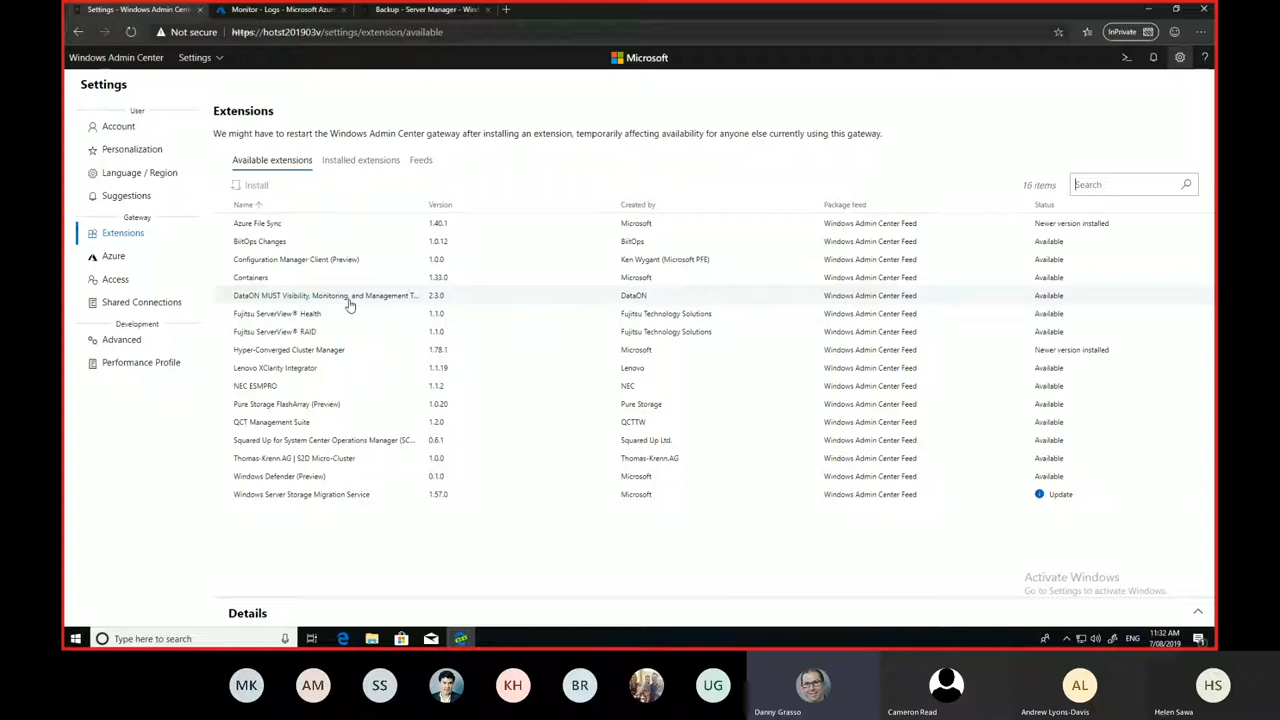 Settings - Windows Admin Cent
Monitor - Logs - Microsoft Azur
Backup - Server Manager - Win
Not secure
https://hotst201903v/settings/extension/available
InPrivate
Windows Admin Center
Settings
Microsoft
Settings
User
Account
Personalization
Language / Region
Suggestions
Gateway
Extensions
Azure
Access
Shared Connections
Development
Advanced
Performance Profile
Extensions
We might have to restart the Windows Admin Center gateway after installing an extension, temporarily affecting availability for anyone else currently using this gateway.
Available extensions Installed extensions Feeds
Install 16 items Search
Name Version Created by Package feed Status
Azure File Sync 1.40.1 Microsoft Windows Admin Center Feed Newer version installed
BiitOps Changes 1.0.12 BiitOps Windows Admin Center Feed Available
Configuration Manager Client (Preview) 1.0.0 Ken Wygant (Microsoft PFE) Windows Admin Center Feed Available
Containers 1.33.0 Microsoft Windows Admin Center Feed Available
DataON MUST Visibility, Monitoring, and Management T... 2.3.0 DataON Windows Admin Center Feed Available
Fujitsu ServerView® Health 1.1.0 Fujitsu Technology Solutions Windows Admin Center Feed Available
Fujitsu ServerView® RAID 1.1.0 Fujitsu Technology Solutions Windows Admin Center Feed Available
Hyper-Converged Cluster Manager 1.78.1 Microsoft Windows Admin Center Feed Newer version installed
Lenovo XClarity Integrator 1.1.19 Lenovo Windows Admin Center Feed Available
NEC ESMPRO 1.1.2 NEC Windows Admin Center Feed Available
Pure Storage FlashArray (Preview) 1.0.20 Pure Storage Windows Admin Center Feed Available
QCT Management Suite 1.2.0 QCTTW Windows Admin Center Feed Available
Squared Up for System Center Operations Manager (SC... 0.6.1 Squared Up Ltd. Windows Admin Center Feed Available
Thomas-Krenn.AG | S2D Micro-Cluster 1.0.0 Thomas-Krenn.AG Windows Admin Center Feed Available
Windows Defender (Preview) 0.1.0 Microsoft Windows Admin Center Feed Available
Windows Server Storage Migration Service 1.57.0 Microsoft Windows Admin Center Feed Update
Activate Windows
Go to Settings to activate Windows.
Details
Type here to search
ENG
11:32 AM
7/08/2019
MK AM SS KH BR UG AL HS
Danny Grasso Cameron Read Andrew Lyons-Davis Helen Sawa